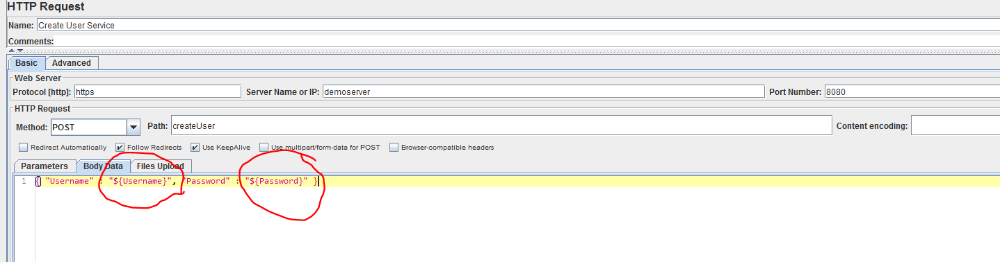 HTTP Request
Name: Create User Service
Comments:
Basic Advanced
Web Server
Protocol [http]: https Server Name or IP: demoserver Port Number: 8080
HTTP Request
Method: POST Path: createUser Content encoding:
Redirect Automatically Follow Redirects Use KeepAlive Use multipart/form-data for POST Browser-compatible headers
Parameters Body Data Files Upload
1 { "Username" : "${Username}", "Password" : "${Password}" }